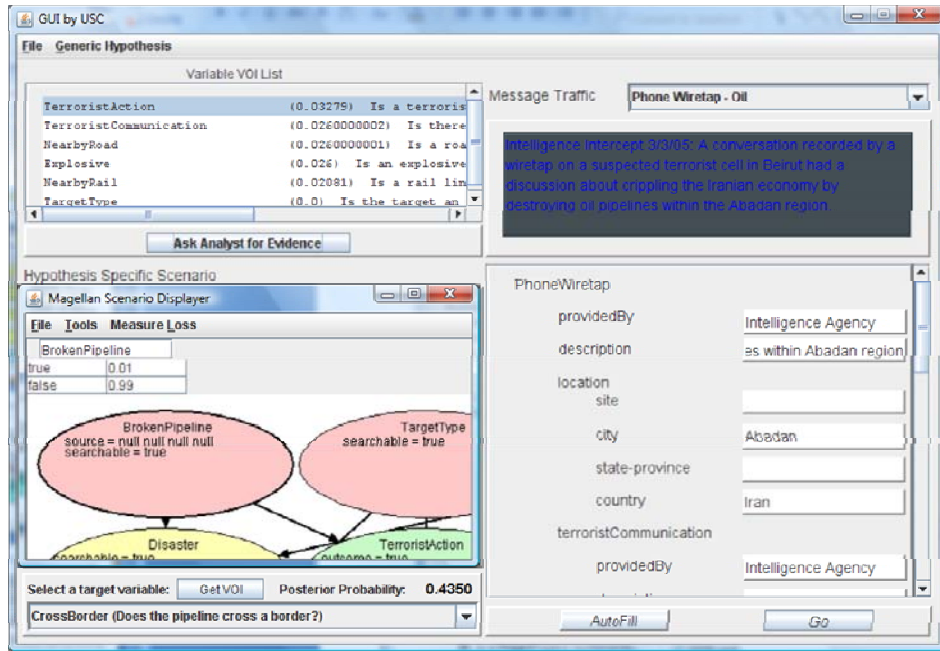 GUI by USC
File Generic Hypothesis
Variable VOI List
TerroristAction (0.03279) Is a terroris
TerroristCommunication (0.0260000002) Is there
NearbyRoad (0.0260000001) Is a roa
Explosive (0.026) Is an explosive
NearbyRail (0.02081) Is a rail lin
TargetType (0.0) Is the target an
Ask Analyst for Evidence
Message Traffic Phone Wiretap - Oil
Intelligence Intercept 3/3/05: A conversation recorded by a
wiretap on a suspected terrorist cell in Beirut had a
discussion about crippling the Iranian economy by
destroying oil pipelines within the Abadan region.
Hypothesis Specific Scenario
Magellan Scenario Displayer
File Tools Measure Loss
BrokenPipeline
true 0.01
false 0.99
BrokenPipeline
source = null null null null
searchable = true
TargetType
searchable = true
Disaster
searchable = true
TerroristAction
outcome = true
Select a target variable: Get VOI Posterior Probability: 0.4350
CrossBorder (Does the pipeline cross a border?)
PhoneWiretap
providedBy Intelligence Agency
description es within Abadan region
location
site
city Abadan
state-province
country Iran
terroristCommunication
providedBy Intelligence Agency
AutoFill Go